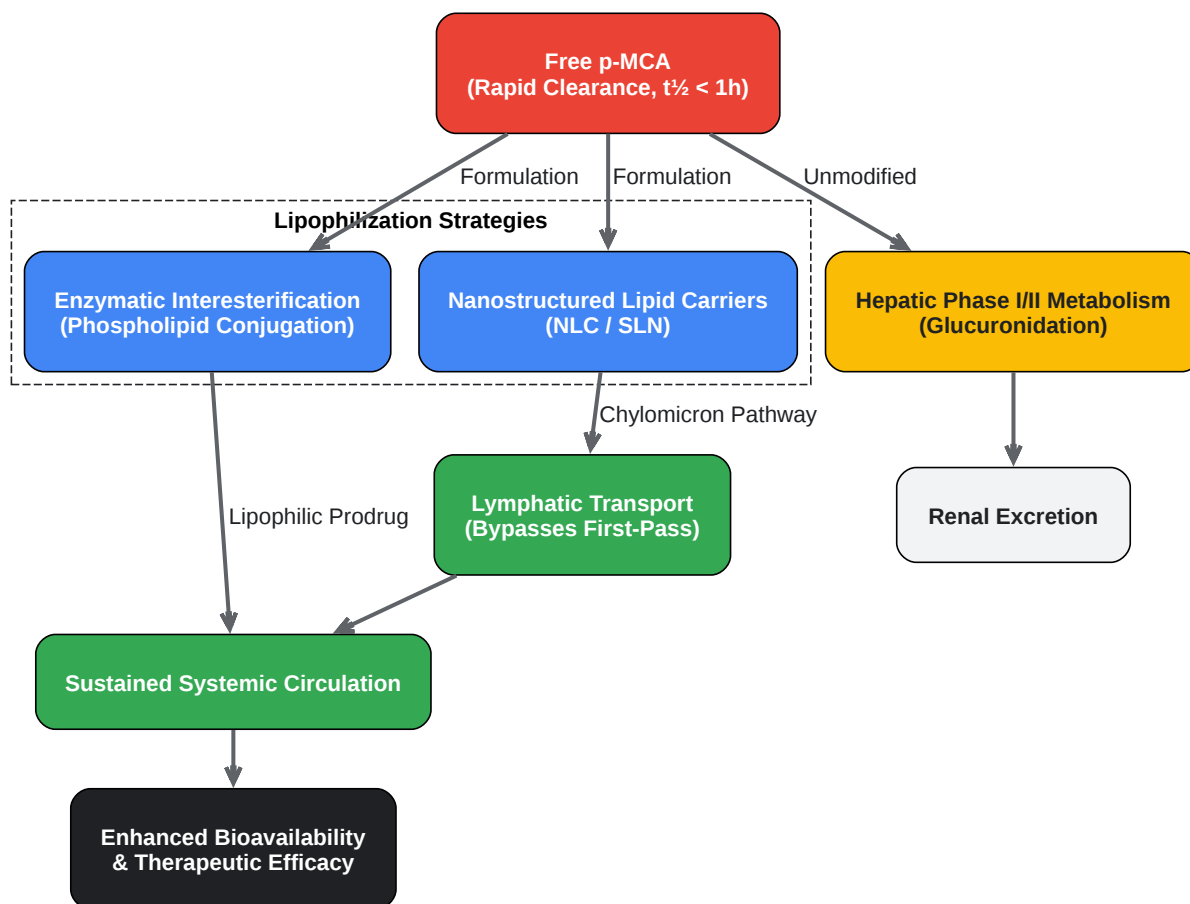 Free p-MCA
(Rapid Clearance, t½ < 1h)
Formulation
Formulation
Unmodified
Lipophilization Strategies
Enzymatic Interesterification
(Phospholipid Conjugation)
Nanostructured Lipid Carriers
(NLC / SLN)
Hepatic Phase I/II Metabolism
(Glucuronidation)
Chylomicron Pathway
Lipophilic Prodrug
Lymphatic Transport
(Bypasses First-Pass)
Renal Excretion
Sustained Systemic Circulation
Enhanced Bioavailability
& Therapeutic Efficacy